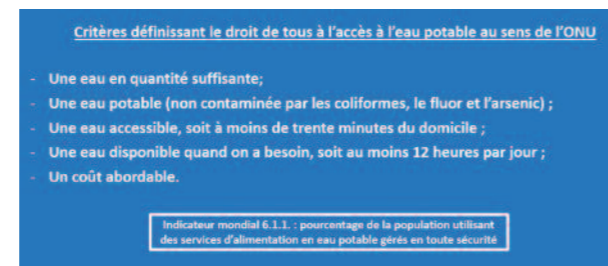 Critères définissant le droit de tous à l'accès à l'eau potable au sens de l'ONU
- Une eau en quantité suffisante;
- Une eau potable (non contaminée par les coliformes, le fluor et l'arsenic) ;
- Une eau accessible, soit à moins de trente minutes du domicile ;
- Une eau disponible quand on a besoin, soit au moins 12 heures par jour ;
- Un coût abordable.
Indicateur mondial 6.1.1. : pourcentage de la population utilisant
des services d'alimentation en eau potable gérés en toute sécurité